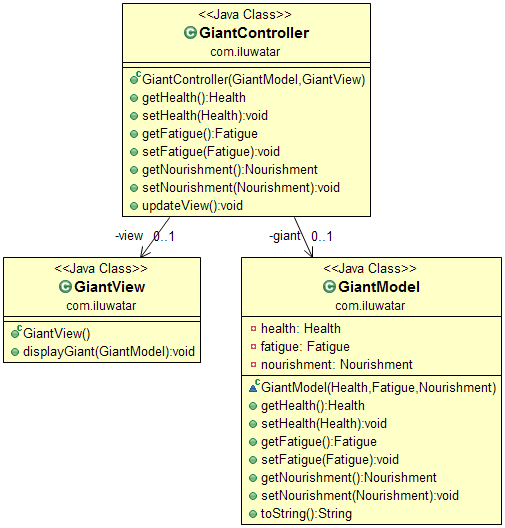 <<Java Class>>
GiantController
com.iluwatar
GiantController(GiantModel,GiantView)
getHealth():Health
setHealth(Health):void
getFatigue():Fatigue
setFatigue(Fatigue):void
getNourishment():Nourishment
setNourishment(Nourishment):void
updateView():void
-view 0..1
-giant 0..1
<<Java Class>>
GiantView
com.iluwatar
GiantView()
displayGiant(GiantModel):void
<<Java Class>>
GiantModel
com.iluwatar
health: Health
fatigue: Fatigue
nourishment: Nourishment
GiantModel(Health,Fatigue,Nourishment)
getHealth():Health
setHealth(Health):void
getFatigue():Fatigue
setFatigue(Fatigue):void
getNourishment():Nourishment
setNourishment(Nourishment):void
toString():String